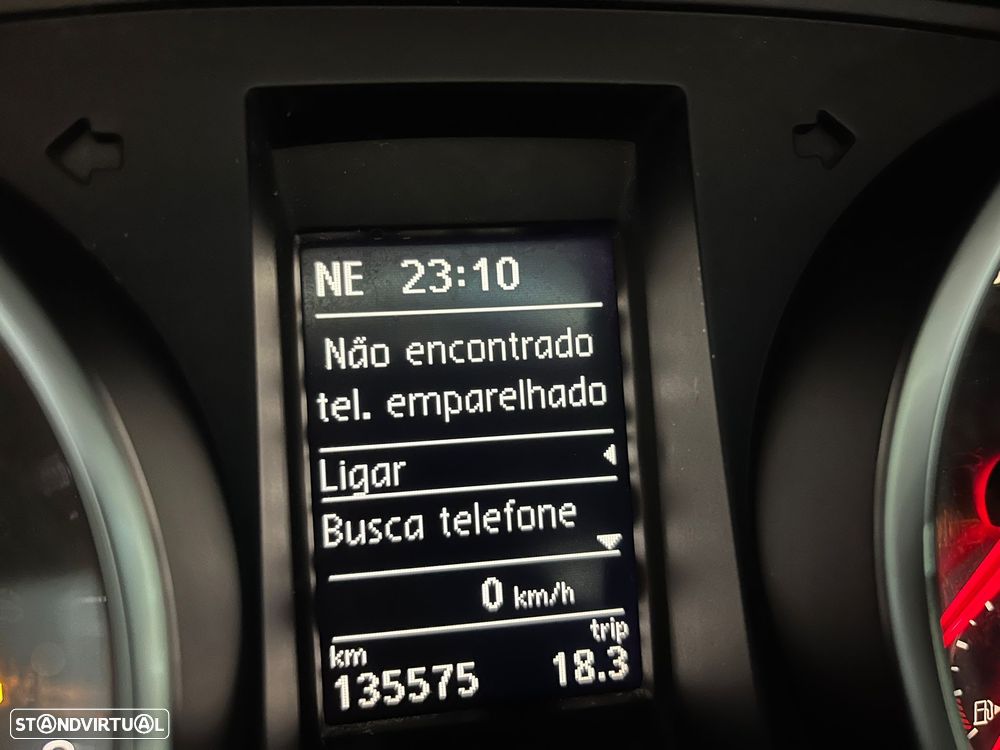 NE 23:10
Não encontrado
tel. emparelhado
Ligar
Busca telefone
0 km/h
km trip
135575 18.3
STANDVIRTUAL